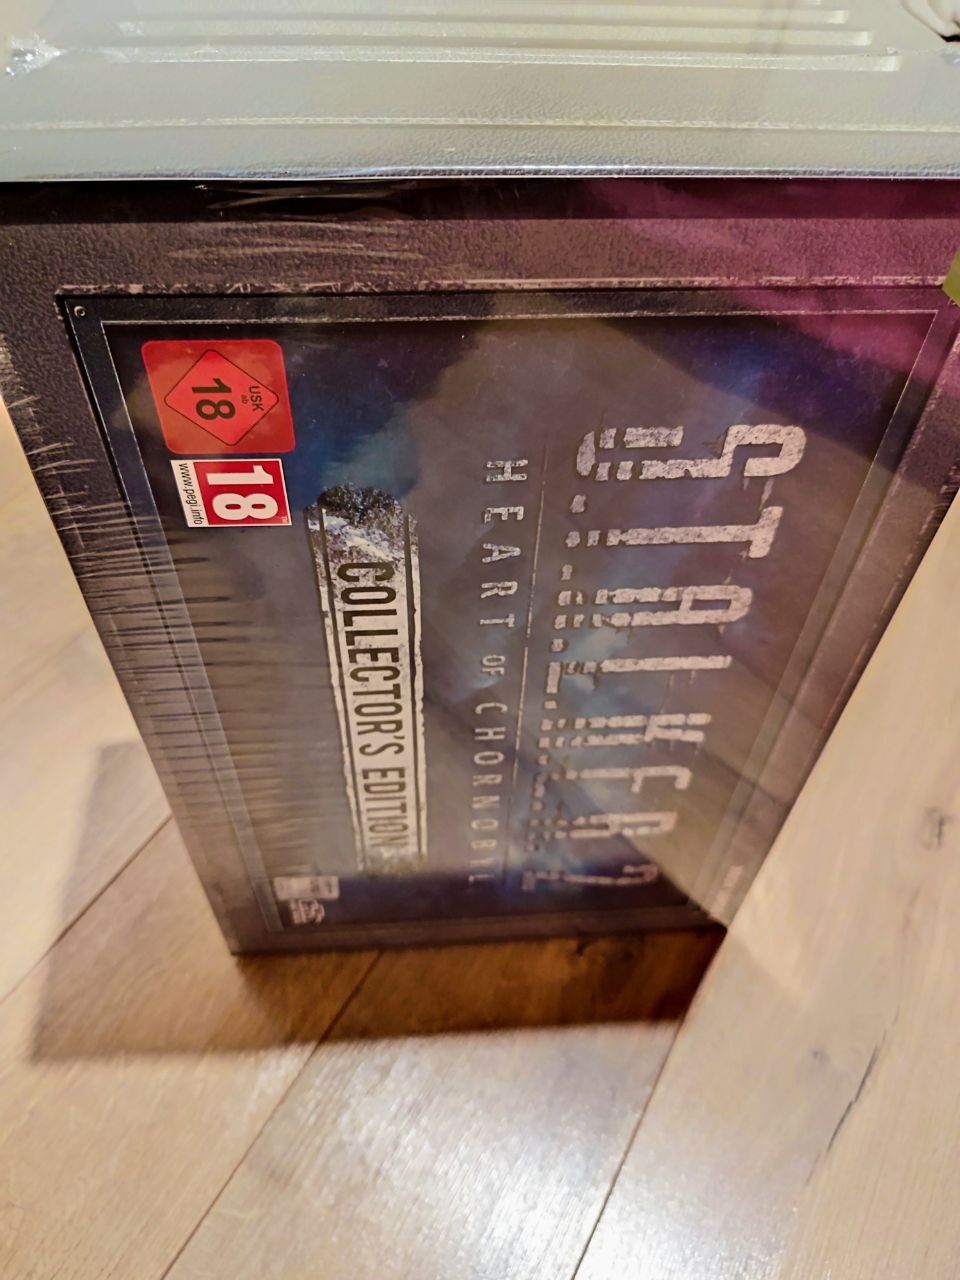 S.T.A.L.K.E.R. 2
HEART OF CHORNOBYL
COLLECTOR'S EDITION
USK
ab
18
18
www.pegi.info